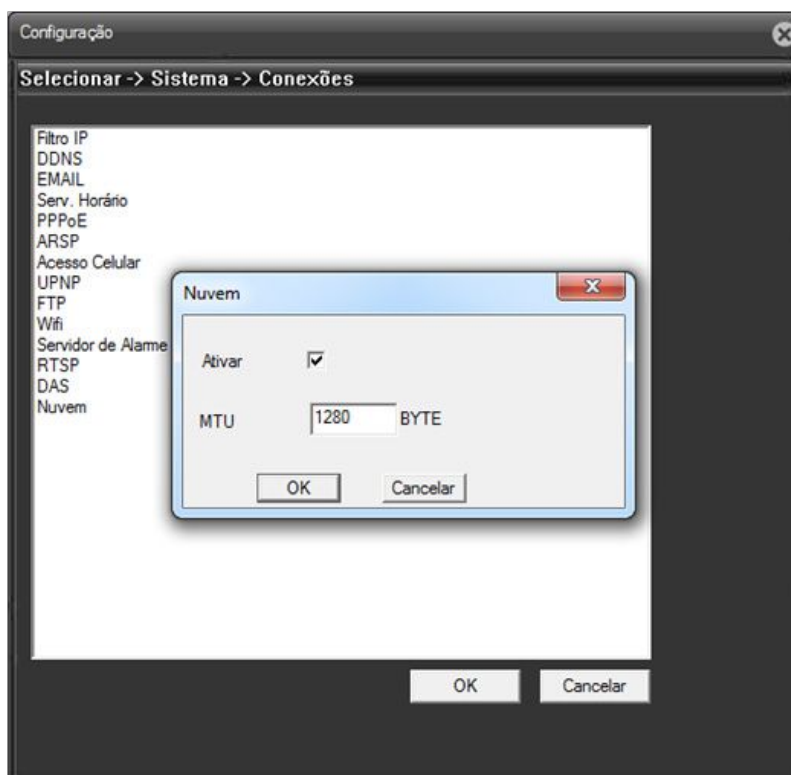 Configuração
Selecionar -> Sistema -> Conexões
Filtro IP
DDNS
EMAIL
Serv. Horário
PPPoE
ARSP
Acesso Celular
UPNP
FTP
Wifi
Servidor de Alarme
RTSP
DAS
Nuvem
Nuvem
Ativar
MTU 1280 BYTE
OK Cancelar
OK Cancelar